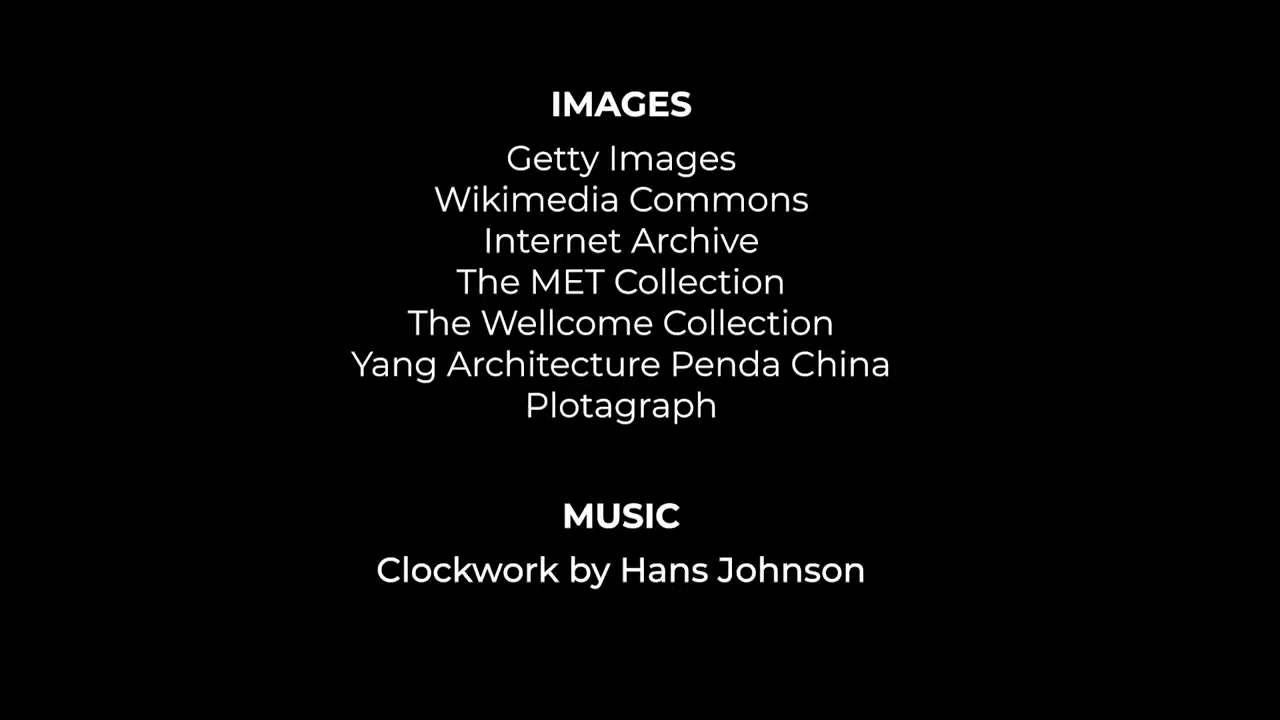 IMAGES
Getty Images
Wikimedia Commons
Internet Archive
The MET Collection
The Wellcome Collection
Yang Architecture Penda China
Plotagraph
MUSIC
Clockwork by Hans Johnson